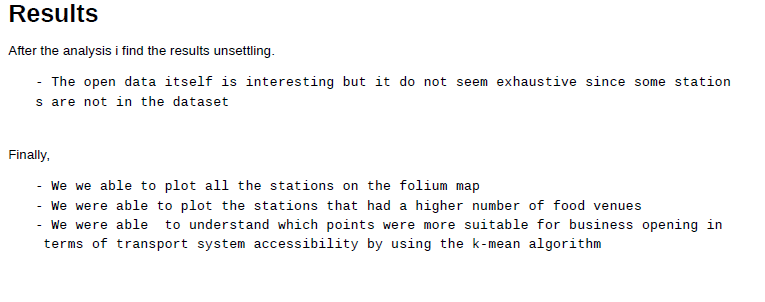 Results
After the analysis i find the results unsettling.
- The open data itself is interesting but it do not seem exhaustive since some station
s are not in the dataset
Finally,
- We we able to plot all the stations on the folium map
- We were able to plot the stations that had a higher number of food venues
- We were able  to understand which points were more suitable for business opening in
terms of transport system accessibility by using the k-mean algorithm